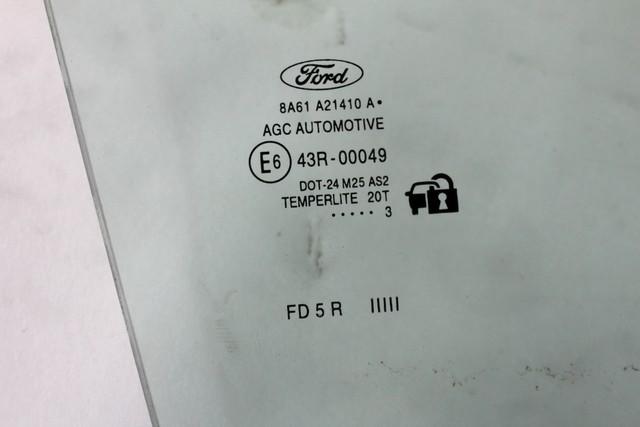 Ford
8A61 A21410 A•
AGC AUTOMOTIVE
E6 43R-00049
DOT-24 M25 AS2
TEMPERLITE 20T
..... 3
FD 5 R IIIII